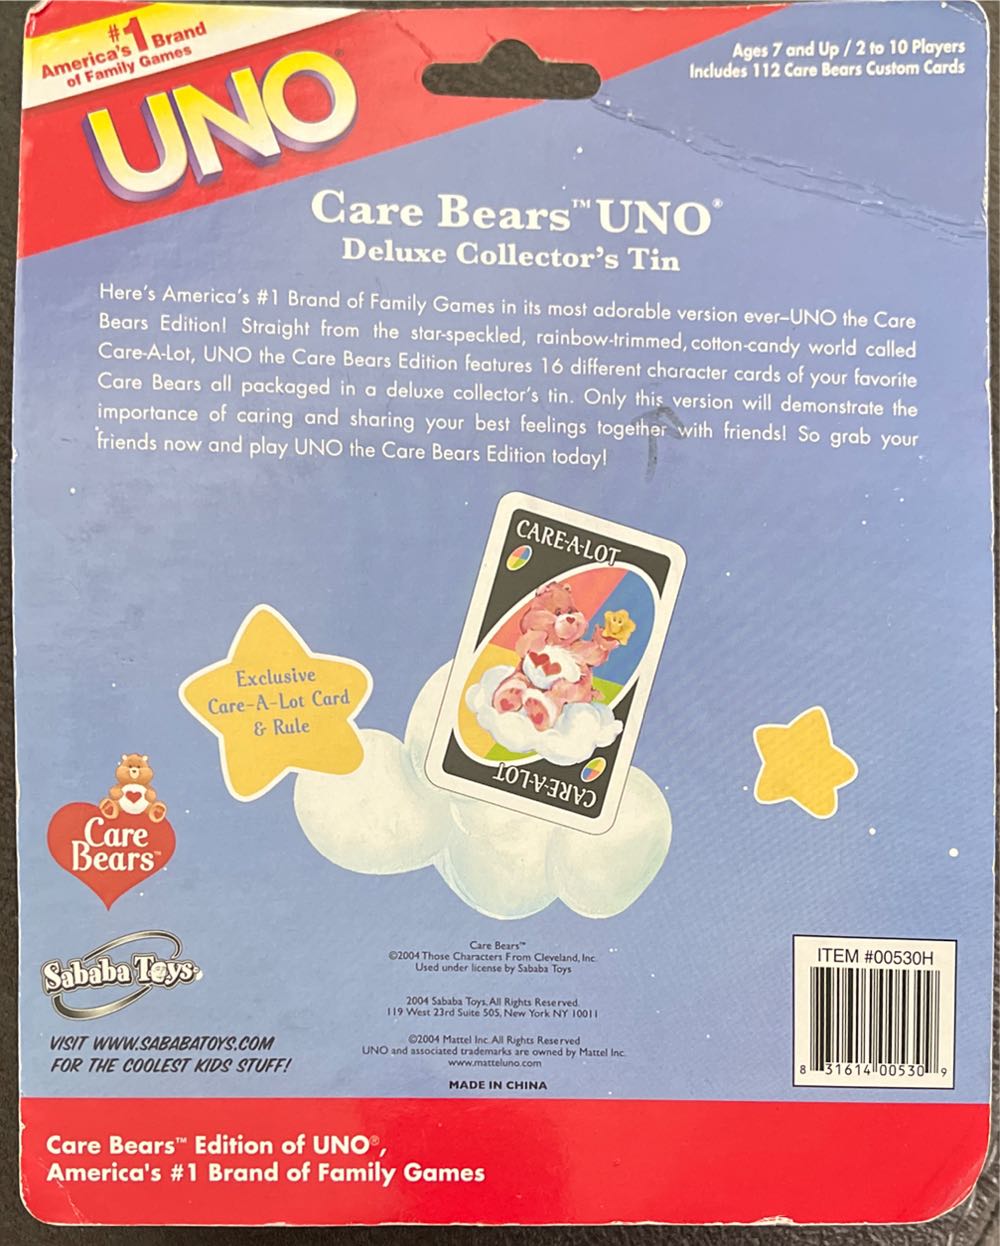 #1
America's Brand
of Family Games
UNO®
Ages 7 and Up / 2 to 10 Players
Includes 112 Care Bears Custom Cards
Care Bears™ UNO®
Deluxe Collector's Tin
Here's America's #1 Brand of Family Games in its most adorable version ever–UNO the Care
Bears Edition! Straight from the star-speckled, rainbow-trimmed, cotton-candy world called
Care-A-Lot, UNO the Care Bears Edition features 16 different character cards of your favorite
Care Bears all packaged in a deluxe collector's tin. Only this version will demonstrate the
importance of caring and sharing your best feelings together with friends! So grab your
friends now and play UNO the Care Bears Edition today!
CARE-A-LOT
CARE-A-LOT
Exclusive
Care-A-Lot Card
& Rule
Care
Bears™
Sababa Toys
VISIT WWW.SABABATOYS.COM
FOR THE COOLEST KIDS STUFF!
Care Bears™
©2004 Those Characters From Cleveland, Inc.
Used under license by Sababa Toys
2004 Sababa Toys, All Rights Reserved.
119 West 23rd Suite 505, New York NY 10011
©2004 Mattel Inc. All Rights Reserved
UNO and associated trademarks are owned by Mattel Inc.
www.matteluno.com
MADE IN CHINA
ITEM #00530H
8 31614 00530 9
Care Bears™ Edition of UNO®,
America's #1 Brand of Family Games